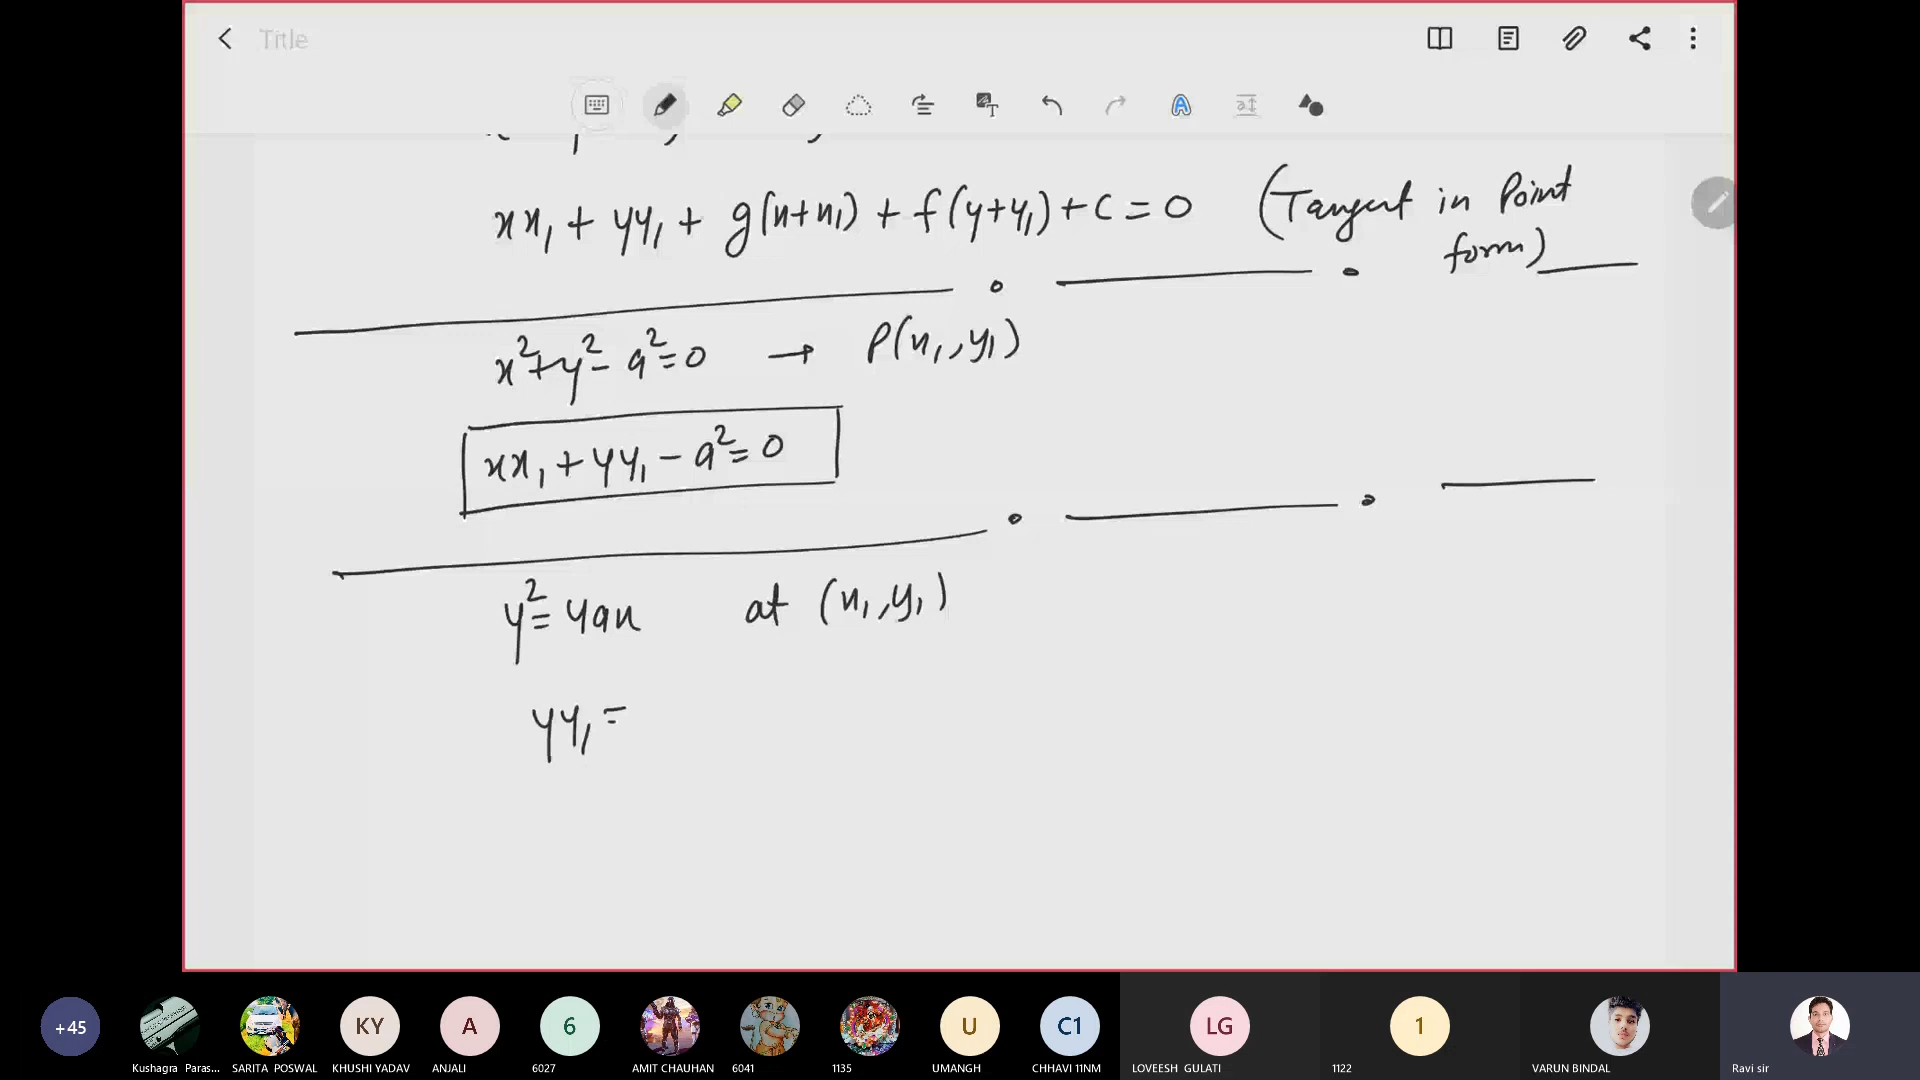 Title
xx₁ + yy₁ + g(x+x₁) + f(y+y₁) + c = 0 (Tangent in Point
form)
x²+y²-a²=0 → P(x₁,y₁)
xx₁ + yy₁ - a² = 0
y² = 4ax at (x₁,y₁)
yy₁ =
+45
KY
A
6
U
C1
LG
1
Kushagra Paras...
SARITA POSWAL
KHUSHI YADAV
ANJALI
6027
AMIT CHAUHAN
6041
1135
UMANGH
CHHAVI 11NM
LOVEESH GULATI
1122
VARUN BINDAL
Ravi sir